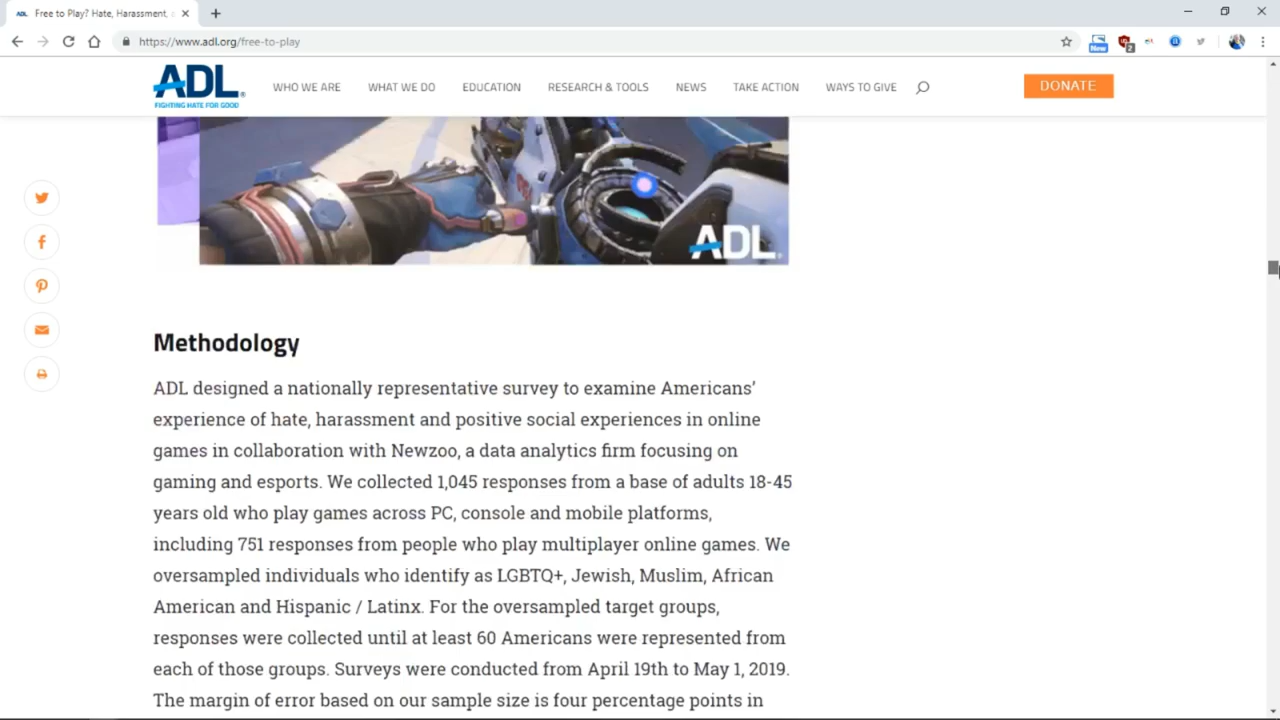 ADL Free to Play? Hate, Harassment,
https://www.adl.org/free-to-play
New
2
ADL
FIGHTING HATE FOR GOOD
WHO WE ARE
WHAT WE DO
EDUCATION
RESEARCH & TOOLS
NEWS
TAKE ACTION
WAYS TO GIVE
DONATE
ADL
Methodology
ADL designed a nationally representative survey to examine Americans’
experience of hate, harassment and positive social experiences in online
games in collaboration with Newzoo, a data analytics firm focusing on
gaming and esports. We collected 1,045 responses from a base of adults 18-45
years old who play games across PC, console and mobile platforms,
including 751 responses from people who play multiplayer online games. We
oversampled individuals who identify as LGBTQ+, Jewish, Muslim, African
American and Hispanic / Latinx. For the oversampled target groups,
responses were collected until at least 60 Americans were represented from
each of those groups. Surveys were conducted from April 19th to May 1, 2019.
The margin of error based on our sample size is four percentage points in